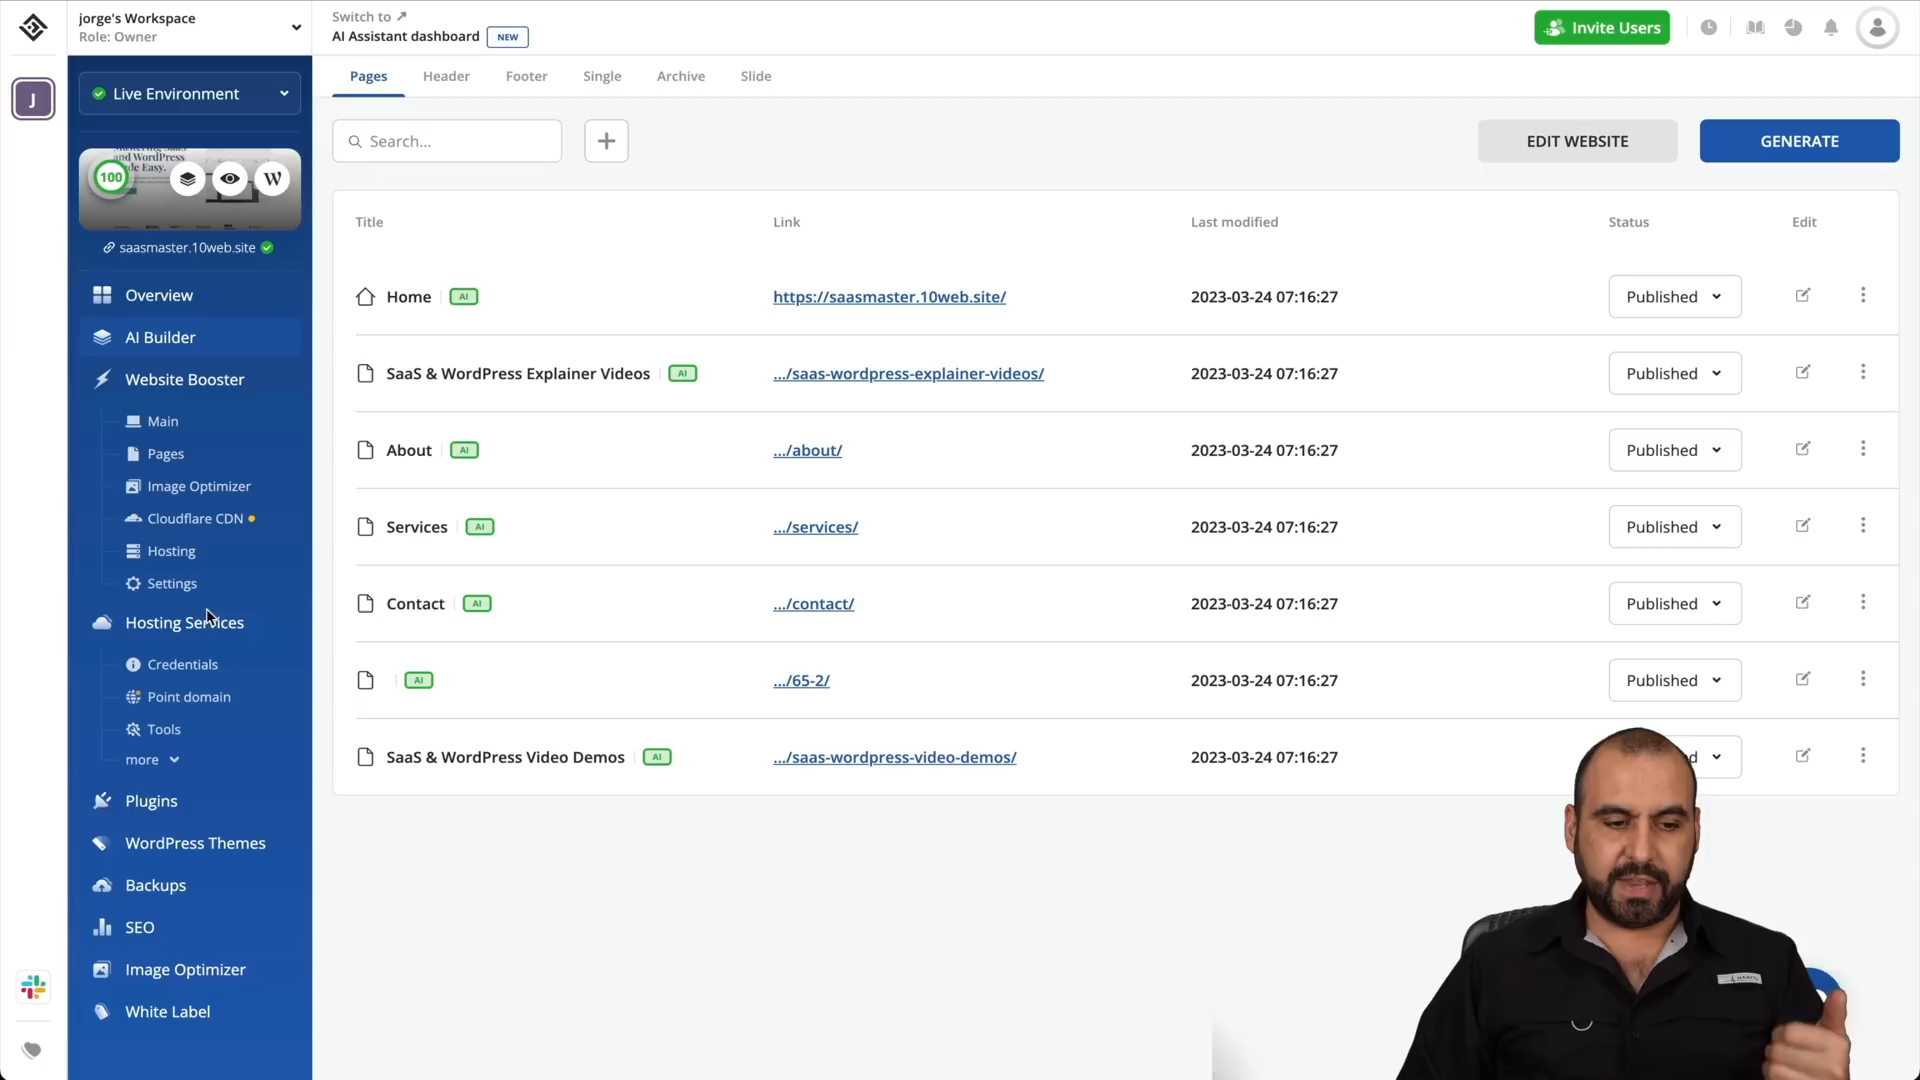 jorge's Workspace
Role: Owner
Switch to
AI Assistant dashboard NEW
Invite Users
J
Live Environment
Pages Header Footer Single Archive Slide
Search...
EDIT WEBSITE
GENERATE
and WordPress
100
W
saasmaster.10web.site
Overview
AI Builder
Website Booster
Main
Pages
Image Optimizer
Cloudflare CDN
Hosting
Settings
Hosting Services
Credentials
Point domain
Tools
more
Plugins
WordPress Themes
Backups
SEO
Image Optimizer
White Label
Title Link Last modified Status Edit
Home AI https://saasmaster.10web.site/ 2023-03-24 07:16:27 Published
SaaS & WordPress Explainer Videos AI .../saas-wordpress-explainer-videos/ 2023-03-24 07:16:27 Published
About AI .../about/ 2023-03-24 07:16:27 Published
Services AI .../services/ 2023-03-24 07:16:27 Published
Contact AI .../contact/ 2023-03-24 07:16:27 Published
AI .../65-2/ 2023-03-24 07:16:27 Published
SaaS & WordPress Video Demos AI .../saas-wordpress-video-demos/ 2023-03-24 07:16:27 d